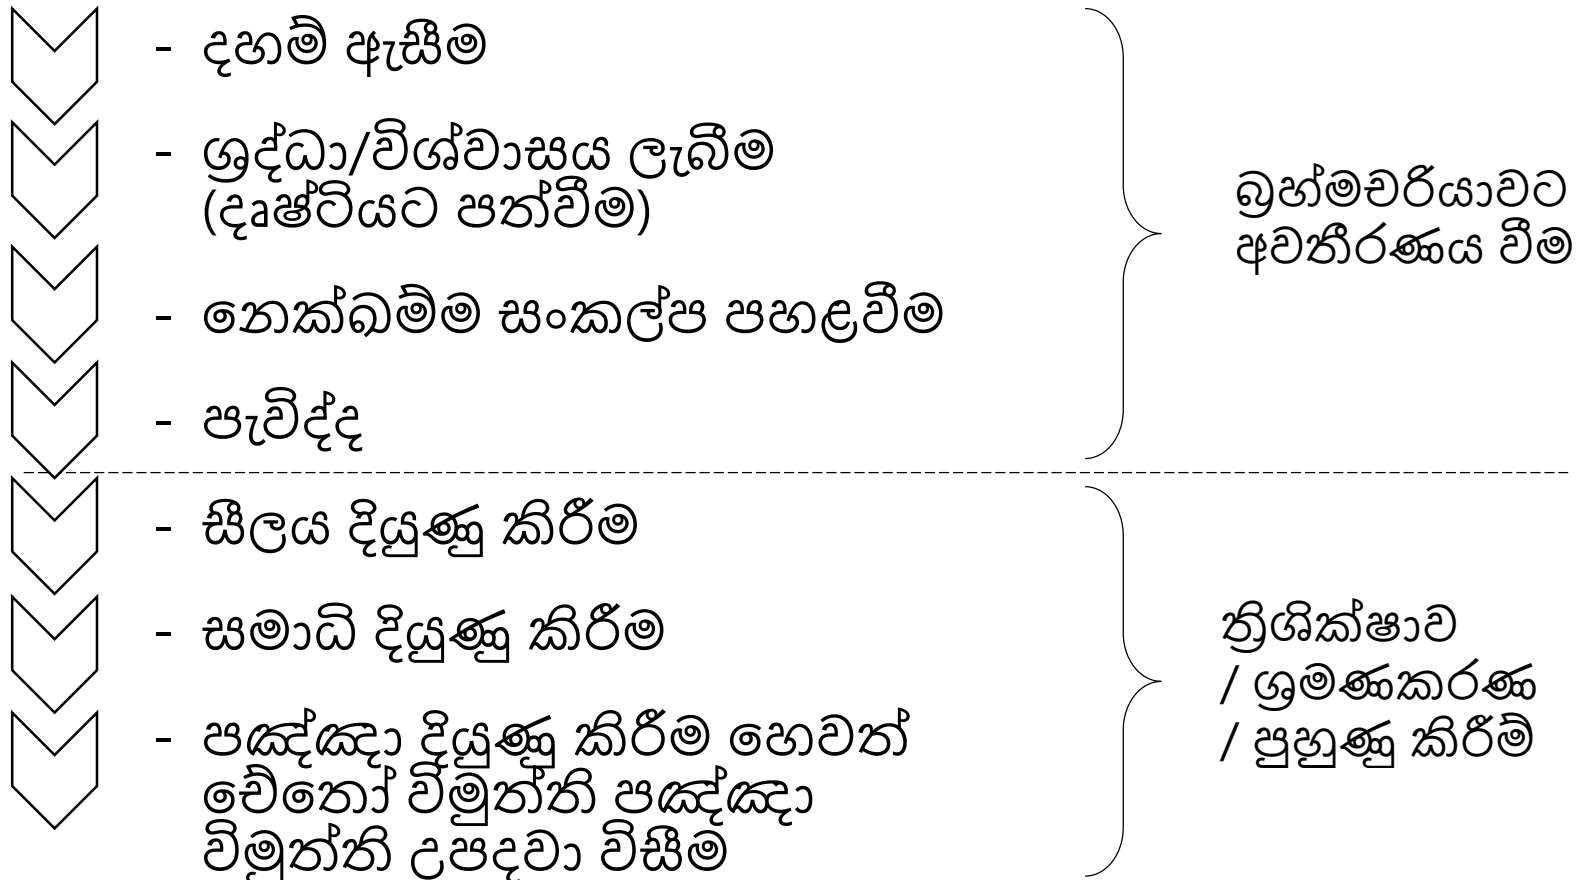 - දහම් ඇසීම
- ශ්‍රද්ධා/විශ්වාසය ලැබීම
(දෘෂ්ටියට පත්වීම)
- නෙක්ඛම්ම සංකල්ප පහළවීම
- පැවිද්ද
බ්‍රහ්මචරියාවට
අවතීරණය වීම
- සීලය දියුණු කිරීම
- සමාධි දියුණු කිරීම
- පඤ්ඤා දියුණු කිරීම හෙවත්
චේතෝ විමුත්ති පඤ්ඤා
විමුත්ති උපදවා විසීම
ත්‍රිශික්ෂාව
/ ශ්‍රමණකරණ
/ පුහුණු කිරීම්